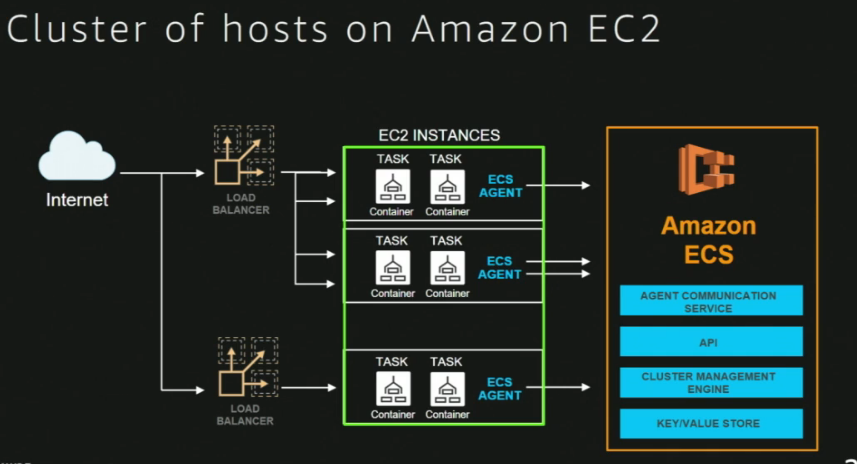 Cluster of hosts on Amazon EC2
Internet
LOAD
BALANCER
LOAD
BALANCER
EC2 INSTANCES
TASK TASK
ECS
AGENT
Container Container
TASK TASK
ECS
AGENT
Container Container
TASK TASK
ECS
AGENT
Container Container
Amazon
ECS
AGENT COMMUNICATION
SERVICE
API
CLUSTER MANAGEMENT
ENGINE
KEY/VALUE STORE